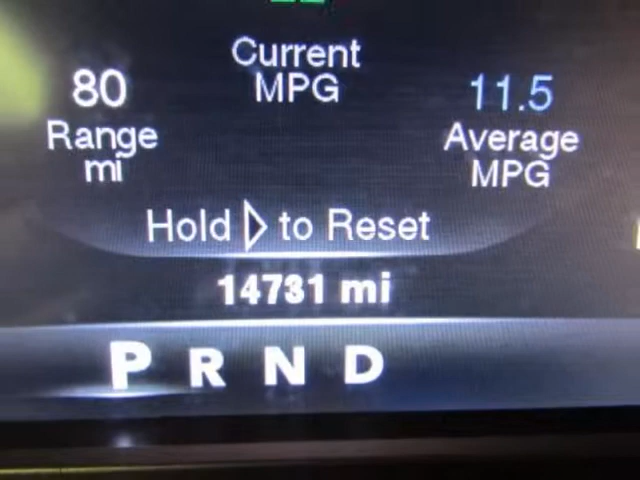 Current
MPG
80
Range
mi
11.5
Average
MPG
Hold to Reset
14731 mi
P R N D